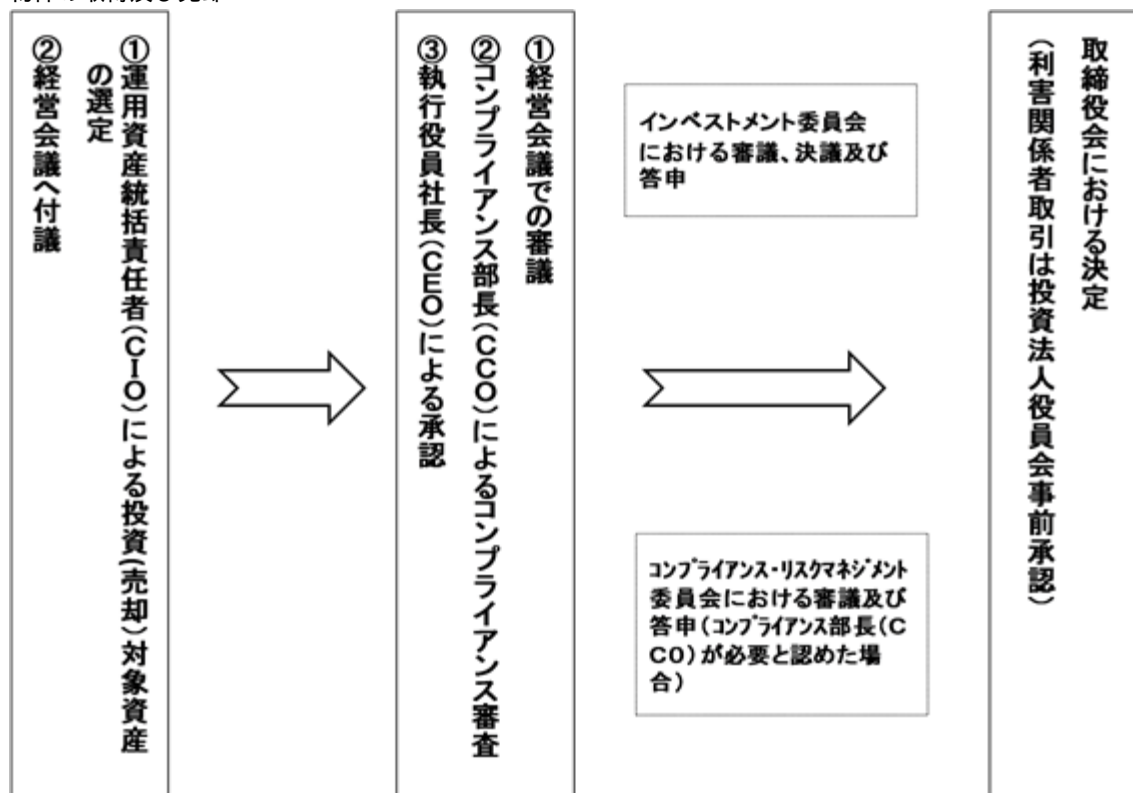 ①運用資産統括責任者(CIO)による投資(売却)対象資産
の選定
②経営会議へ付議
①経営会議での審議
②コンプライアンス部長(CCO)によるコンプライアンス審査
③執行役員社長(CEO)による承認
インベストメント委員会
における審議、決議及び
答申
コンプライアンス・リスクマネジメント
委員会における審議及び
答申(コンプライアンス部長(C
CO)が必要と認めた場
合)
取締役会における決定
(利害関係者取引は投資法人役員会事前承認)